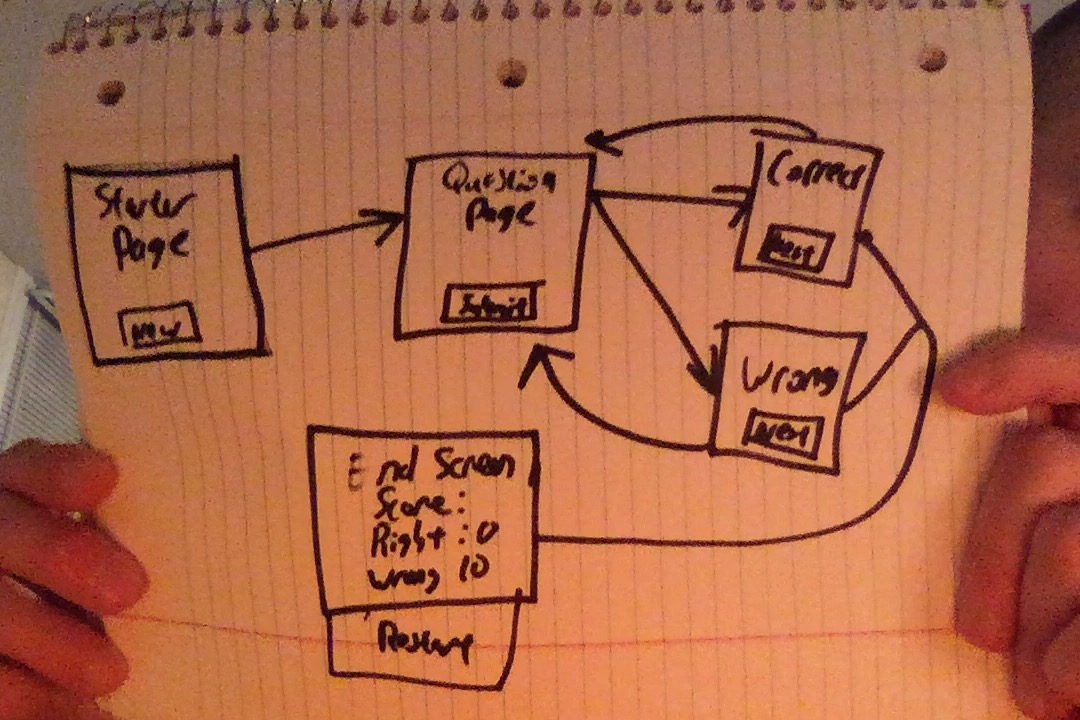 Starter
Page
New
Question
Page
Submit
Correct
Next
Wrong
Next
End Screen
Score:
Right : 0
Wrong 10
Restart